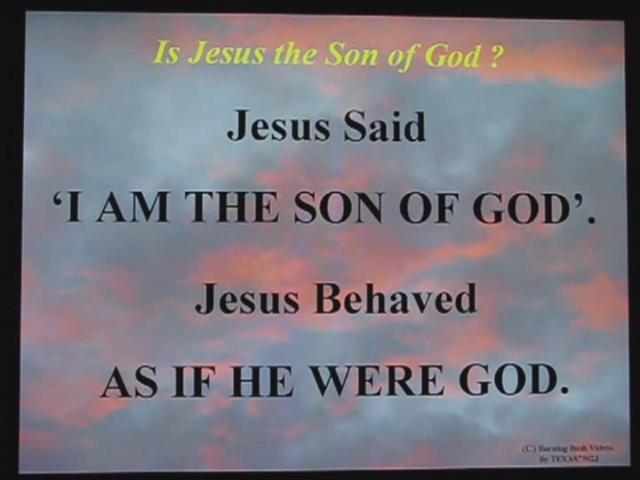 Is Jesus the Son of God ?
Jesus Said
‘I AM THE SON OF GOD’.
Jesus Behaved
AS IF HE WERE GOD.
(C) Burning Bush Videos
By